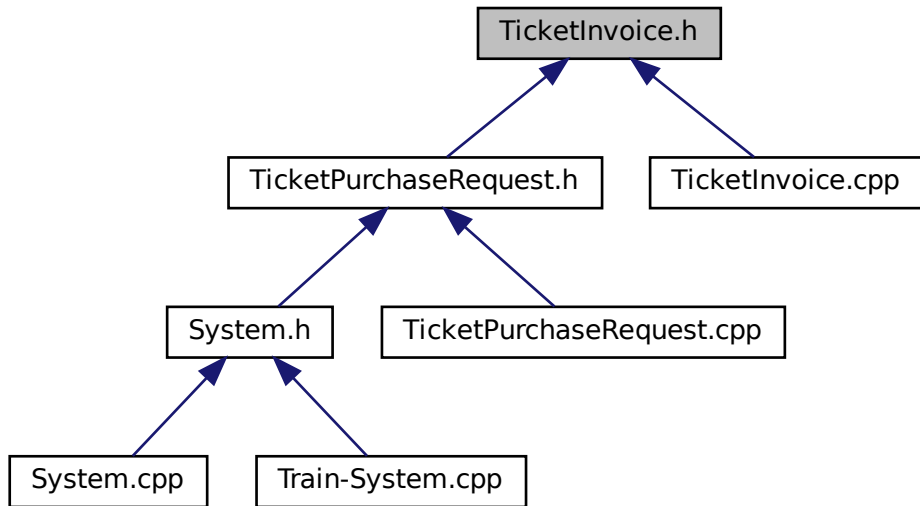 TicketInvoice.h
TicketPurchaseRequest.h
TicketInvoice.cpp
System.h
TicketPurchaseRequest.cpp
System.cpp
Train-System.cpp